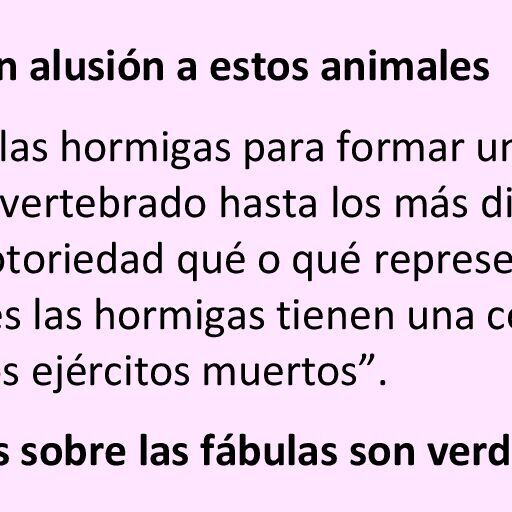 n alusión a estos animales
las hormigas para formar un
vertebrado hasta los más di
otoriedad qué o qué represe
es las hormigas tienen una c
s ejércitos muertos”.
s sobre las fábulas son verd